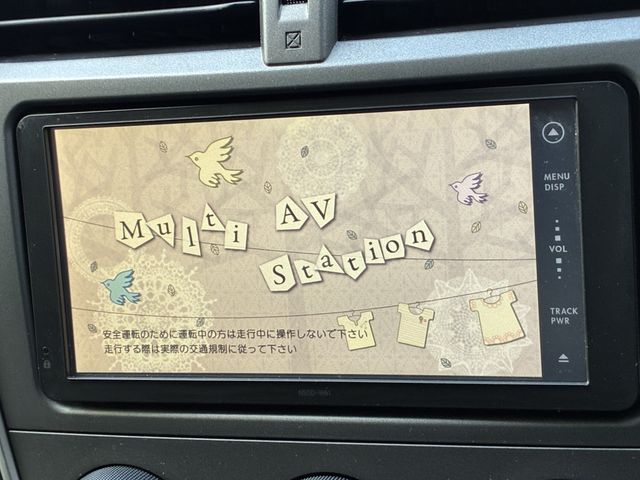 Multi AV
Station
安全運転のために運転中の方は走行中に操作しないで下さい
走行する際は実際の交通規制に従って下さい
MENU
DISP
VOL
TRACK
PWR